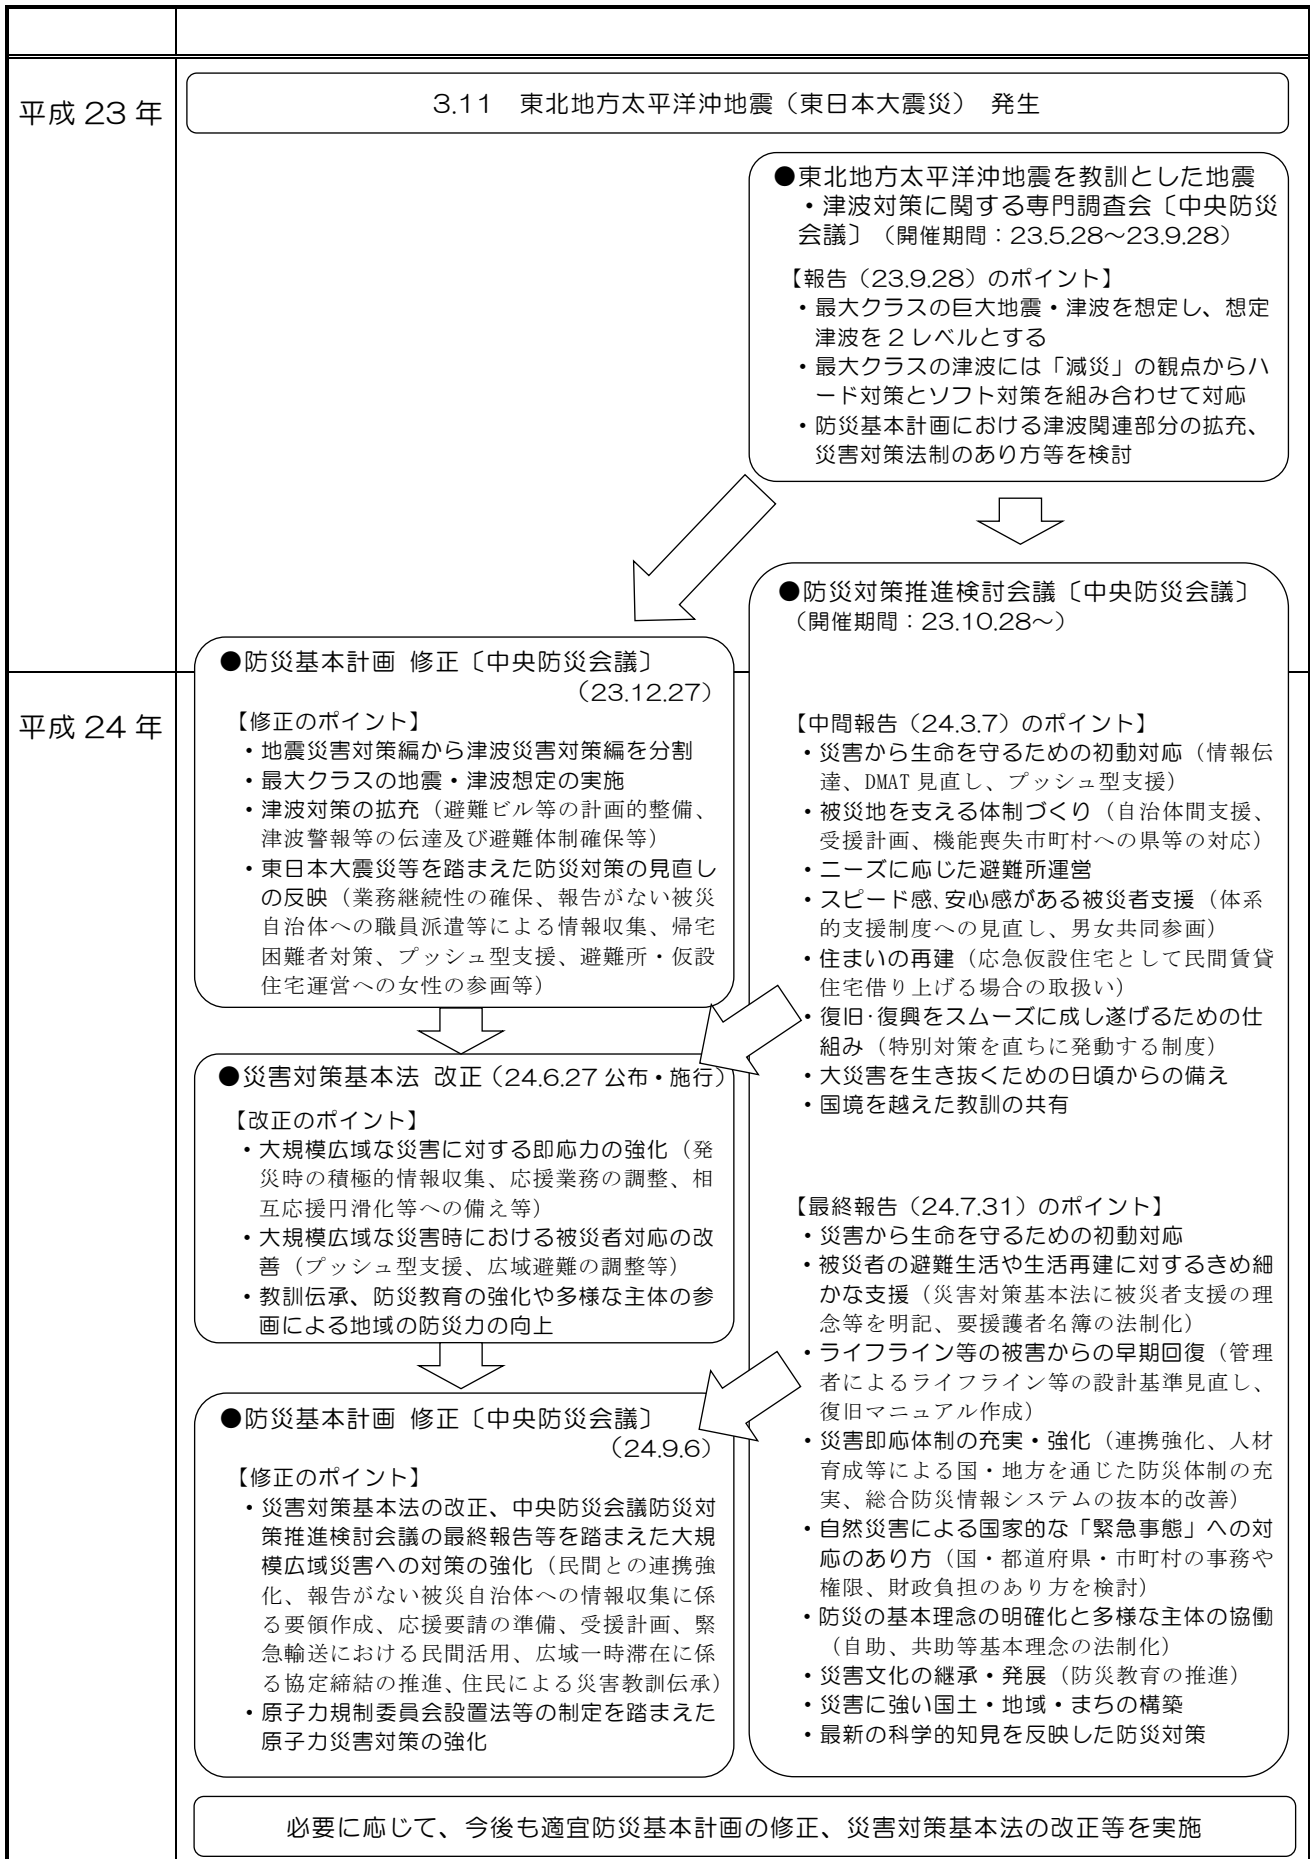 平成 23 年
3.11 東北地方太平洋沖地震（東日本大震災） 発生
●東北地方太平洋沖地震を教訓とした地震
・津波対策に関する専門調査会〔中央防災
会議〕（開催期間：23.5.28～23.9.28）
【報告（23.9.28）のポイント】
・最大クラスの巨大地震・津波を想定し、想定
津波を２レベルとする
・最大クラスの津波には「減災」の観点からハ
ード対策とソフト対策を組み合わせて対応
・防災基本計画における津波関連部分の拡充、
災害対策法制のあり方等を検討
●防災対策推進検討会議〔中央防災会議〕
（開催期間：23.10.28～）
●防災基本計画 修正〔中央防災会議〕
（23.12.27）
【修正のポイント】
・地震災害対策編から津波災害対策編を分割
・最大クラスの地震・津波想定の実施
・津波対策の拡充（避難ビル等の計画的整備、
津波警報等の伝達及び避難体制確保等）
・東日本大震災等を踏まえた防災対策の見直し
の反映（業務継続性の確保、報告がない被災
自治体への職員派遣等による情報収集、帰宅
困難者対策、プッシュ型支援、避難所・仮設
住宅運営への女性の参画等）
平成 24 年
【中間報告（24.3.7）のポイント】
・災害から生命を守るための初動対応（情報伝
達、DMAT 見直し、プッシュ型支援）
・被災地を支える体制づくり（自治体間支援、
受援計画、機能喪失市町村への県等の対応）
・ニーズに応じた避難所運営
・スピード感、安心感がある被災者支援（体系
的支援制度への見直し、男女共同参画）
・住まいの再建（応急仮設住宅として民間賃貸
住宅借り上げる場合の取扱い）
・復旧・復興をスムーズに成し遂げるための仕
組み（特別対策を直ちに発動する制度）
・大災害を生き抜くための日頃からの備え
・国境を越えた教訓の共有
●災害対策基本法 改正（24.6.27 公布・施行）
【改正のポイント】
・大規模広域な災害に対する即応力の強化（発
災時の積極的情報収集、応援業務の調整、相
互応援円滑化等への備え等）
・大規模広域な災害時における被災者対応の改
善（プッシュ型支援、広域避難の調整等）
・教訓伝承、防災教育の強化や多様な主体の参
画による地域の防災力の向上
【最終報告（24.7.31）のポイント】
・災害から生命を守るための初動対応
・被災者の避難生活や生活再建に対するきめ細
かな支援（災害対策基本法に被災者支援の理
念等を明記、要援護者名簿の法制化）
・ライフライン等の被害からの早期回復（管理
者によるライフライン等の設計基準見直し、
復旧マニュアル作成）
・災害即応体制の充実・強化（連携強化、人材
育成等による国・地方を通じた防災体制の充
実、総合防災情報システムの抜本的改善）
・自然災害による国家的な「緊急事態」への対
応のあり方（国・都道府県・市町村の事務や
権限、財政負担のあり方を検討）
・防災の基本理念の明確化と多様な主体の協働
（自助、共助等基本理念の法制化）
・災害文化の継承・発展（防災教育の推進）
・災害に強い国土・地域・まちの構築
・最新の科学的知見を反映した防災対策
●防災基本計画 修正〔中央防災会議〕
（24.9.6）
【修正のポイント】
・災害対策基本法の改正、中央防災会議防災対
策推進検討会議の最終報告等を踏まえた大規
模広域災害への対策の強化（民間との連携強
化、報告がない被災自治体への情報収集に係
る要領作成、応援要請の準備、受援計画、緊
急輸送における民間活用、広域一時滞在に係
る協定締結の推進、住民による災害教訓伝承）
・原子力規制委員会設置法等の制定を踏まえた
原子力災害対策の強化
必要に応じて、今後も適宜防災基本計画の修正、災害対策基本法の改正等を実施